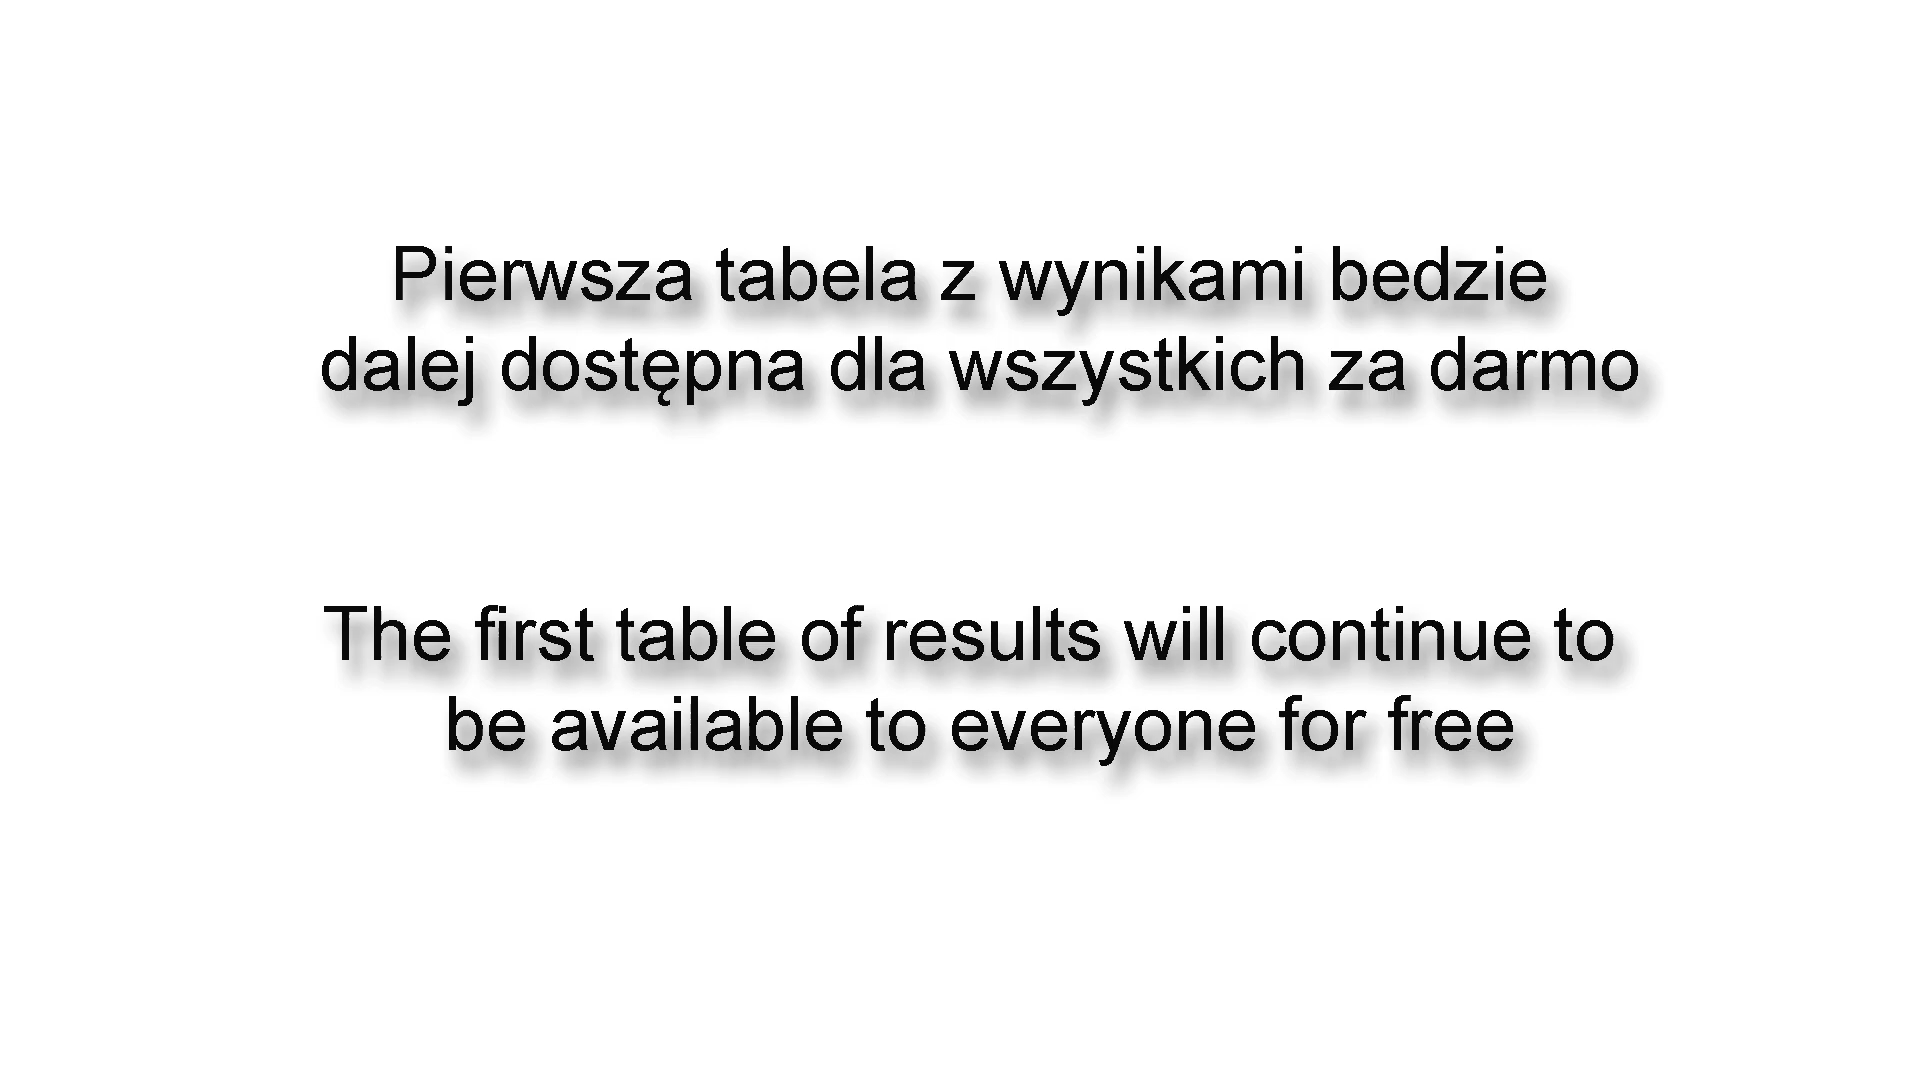 Pierwsza tabela z wynikami bedzie
dalej dostępna dla wszystkich za darmo
The first table of results will continue to
be available to everyone for free